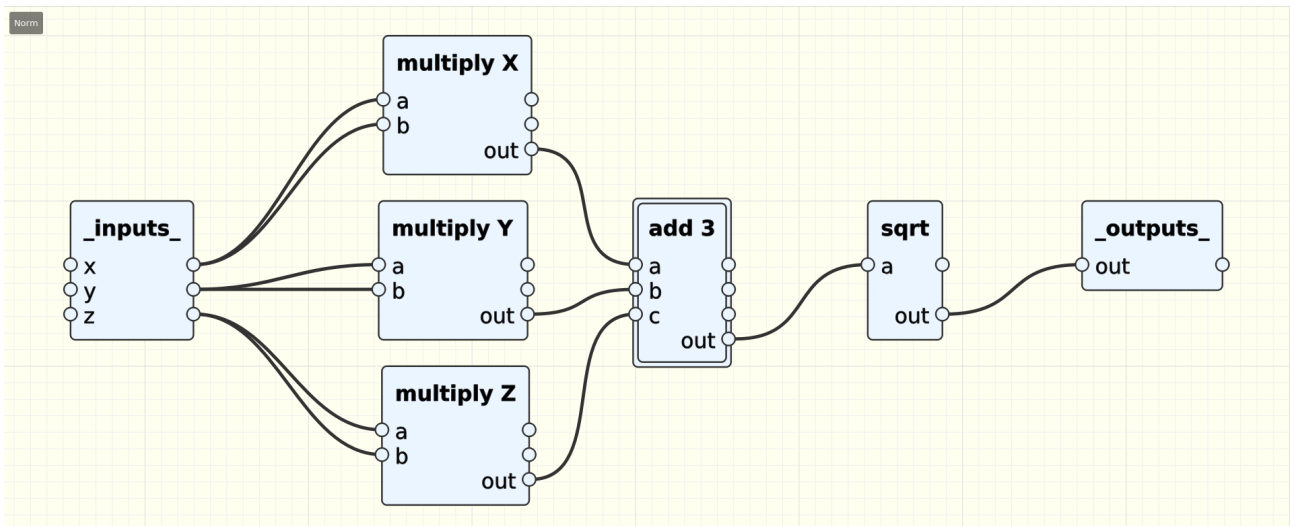 Norm
multiply X
a
b
out
_inputs_
x
y
z
multiply Y
a
b
out
multiply Z
a
b
out
add 3
a
b
c
out
sqrt
a
out
_outputs_
out